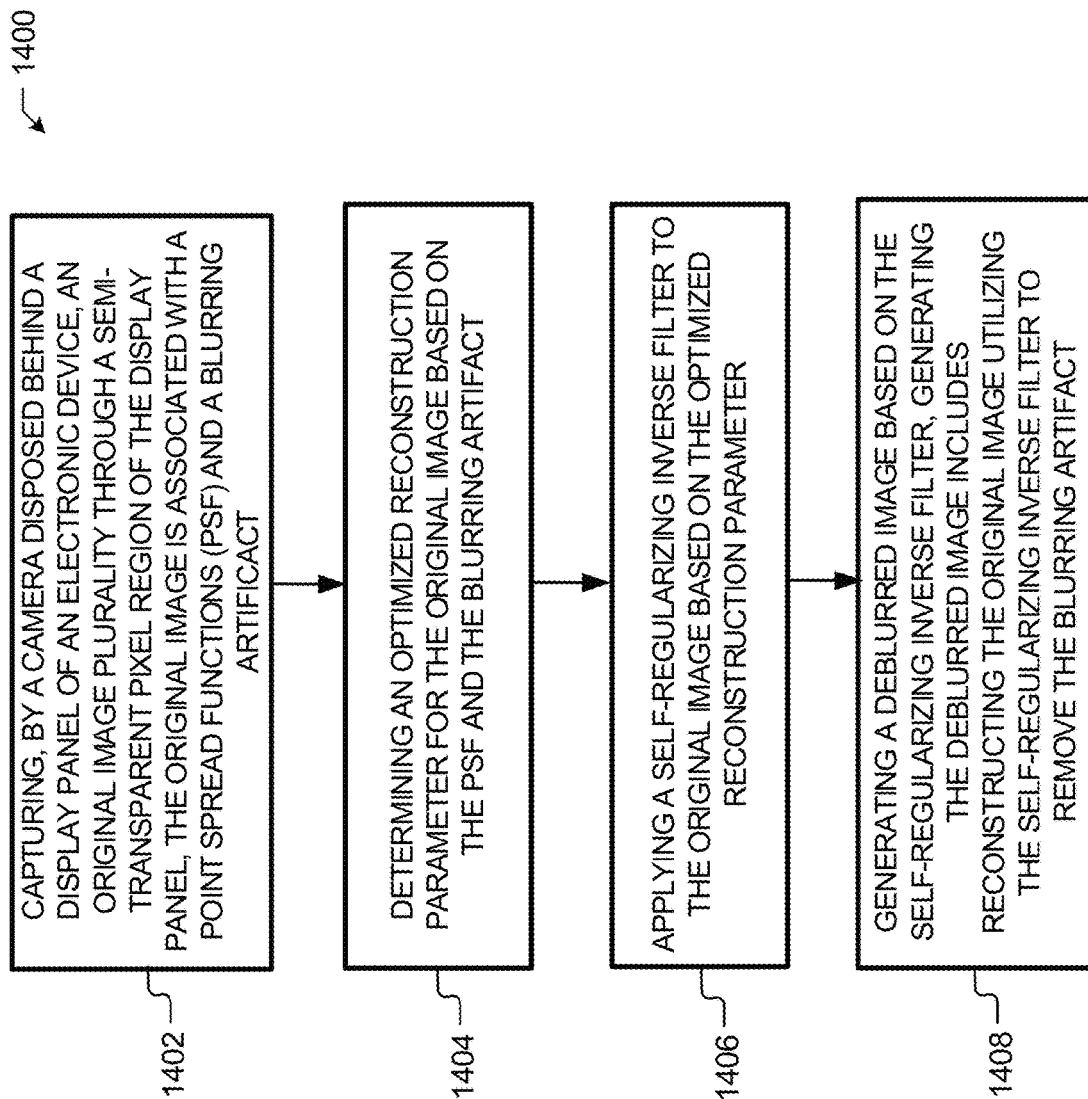 1400
1402
CAPTURING, BY A CAMERA DISPOSED BEHIND A
DISPLAY PANEL OF AN ELECTRONIC DEVICE, AN
ORIGINAL IMAGE PLURALITY THROUGH A SEMI-
TRANSPARENT PIXEL REGION OF THE DISPLAY
PANEL, THE ORIGINAL IMAGE IS ASSOCIATED WITH A
POINT SPREAD FUNCTIONS (PSF) AND A BLURRING
ARTIFICACT
1404
DETERMINING AN OPTIMIZED RECONSTRUCTION
PARAMETER FOR THE ORIGINAL IMAGE BASED ON
THE PSF AND THE BLURRING ARTIFACT
1406
APPLYING A SELF-REGULARIZING INVERSE FILTER TO
THE ORIGINAL IMAGE BASED ON THE OPTIMIZED
RECONSTRUCTION PARAMETER
1408
GENERATING A DEBLURRED IMAGE BASED ON THE
SELF-REGULARIZING INVERSE FILTER, GENERATING
THE DEBLURRED IMAGE INCLUDES
RECONSTRUCTING THE ORIGINAL IMAGE UTILIZING
THE SELF-REGULARIZING INVERSE FILTER TO
REMOVE THE BLURRING ARTIFACT